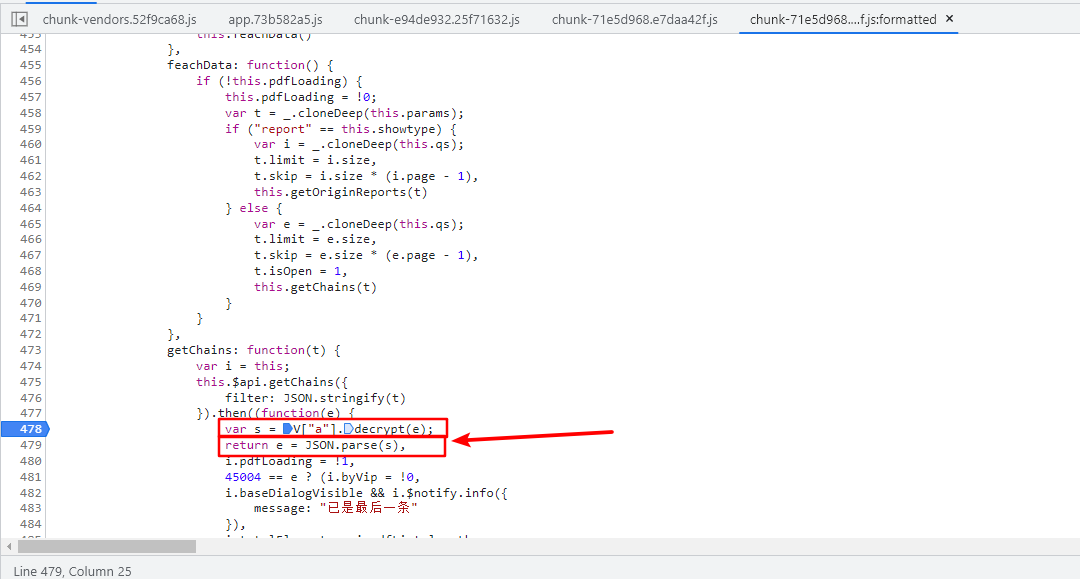 chunk-vendors.52f9ca68.js app.73b582a5.js chunk-e94de932.25f71632.js chunk-71e5d968.e7daa42f.js chunk-71e5d968....f.js:formatted ×
453 this.feachData()
454 },
455 feachData: function() {
456 if (!this.pdfLoading) {
457 this.pdfLoading = !0;
458 var t = _.cloneDeep(this.params);
459 if ("report" == this.showtype) {
460 var i = _.cloneDeep(this.qs);
461 t.limit = i.size,
462 t.skip = i.size * (i.page - 1),
463 this.getOriginReports(t)
464 } else {
465 var e = _.cloneDeep(this.qs);
466 t.limit = e.size,
467 t.skip = e.size * (e.page - 1),
468 t.isOpen = 1,
469 this.getChains(t)
470 }
471 }
472 },
473 getChains: function(t) {
474 var i = this;
475 this.$api.getChains({
476 filter: JSON.stringify(t)
477 }).then((function(e) {
478 var s = V["a"].decrypt(e);
479 return e = JSON.parse(s),
480 i.pdfLoading = !1,
481 45004 == e ? (i.byVip = !0,
482 i.baseDialogVisible && i.$notify.info({
483 message: "已是最后一条"
484 }),
Line 479, Column 25